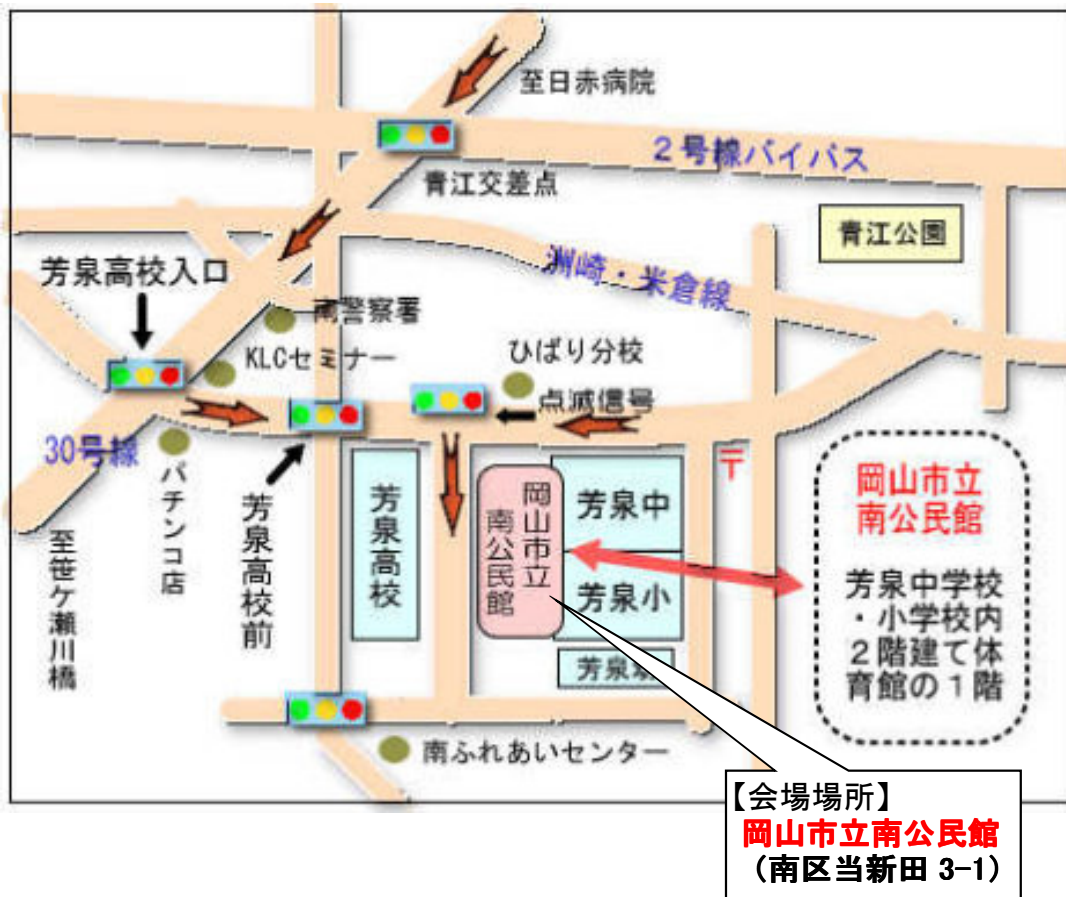 至日赤病院
２号線バイパス
青江交差点
青江公園
洲崎・米倉線
芳泉高校入口
南警察署
KLCセミナー
ひばり分校
点滅信号
30号線
パチンコ店
至笹ケ瀬川橋
芳泉高校前
芳泉高校
岡山市立
南公民館
芳泉中
芳泉小
〒
岡山市立
南公民館
芳泉中学校
・小学校内
２階建て体
育館の１階
南ふれあいセンター
【会場場所】
岡山市立南公民館
（南区当新田 3-1）